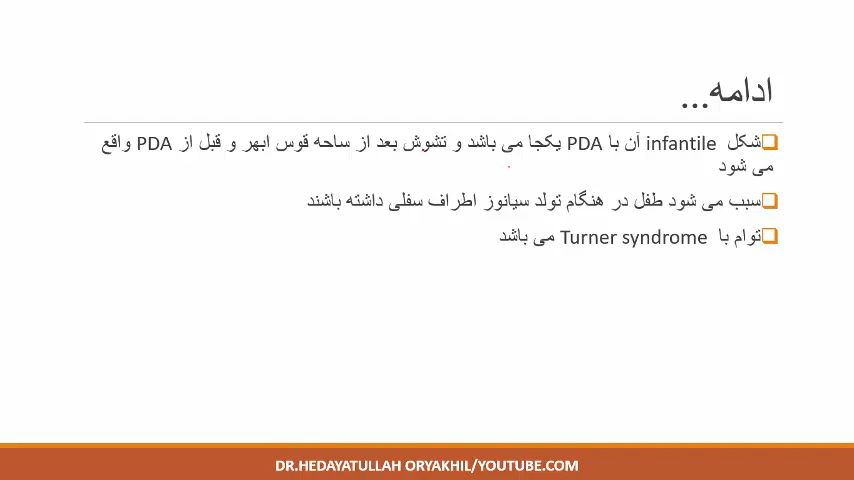 ادامه...
شکل infantile آن با PDA یکجا می باشد و تشوش بعد از ساحه قوس ابهر و قبل از PDA واقع
می شود
سبب می شود طفل در هنگام تولد سیانوز اطراف سفلی داشته باشند
توام با Turner syndrome می باشد
DR.HEDAYATULLAH ORYAKHIL/YOUTUBE.COM